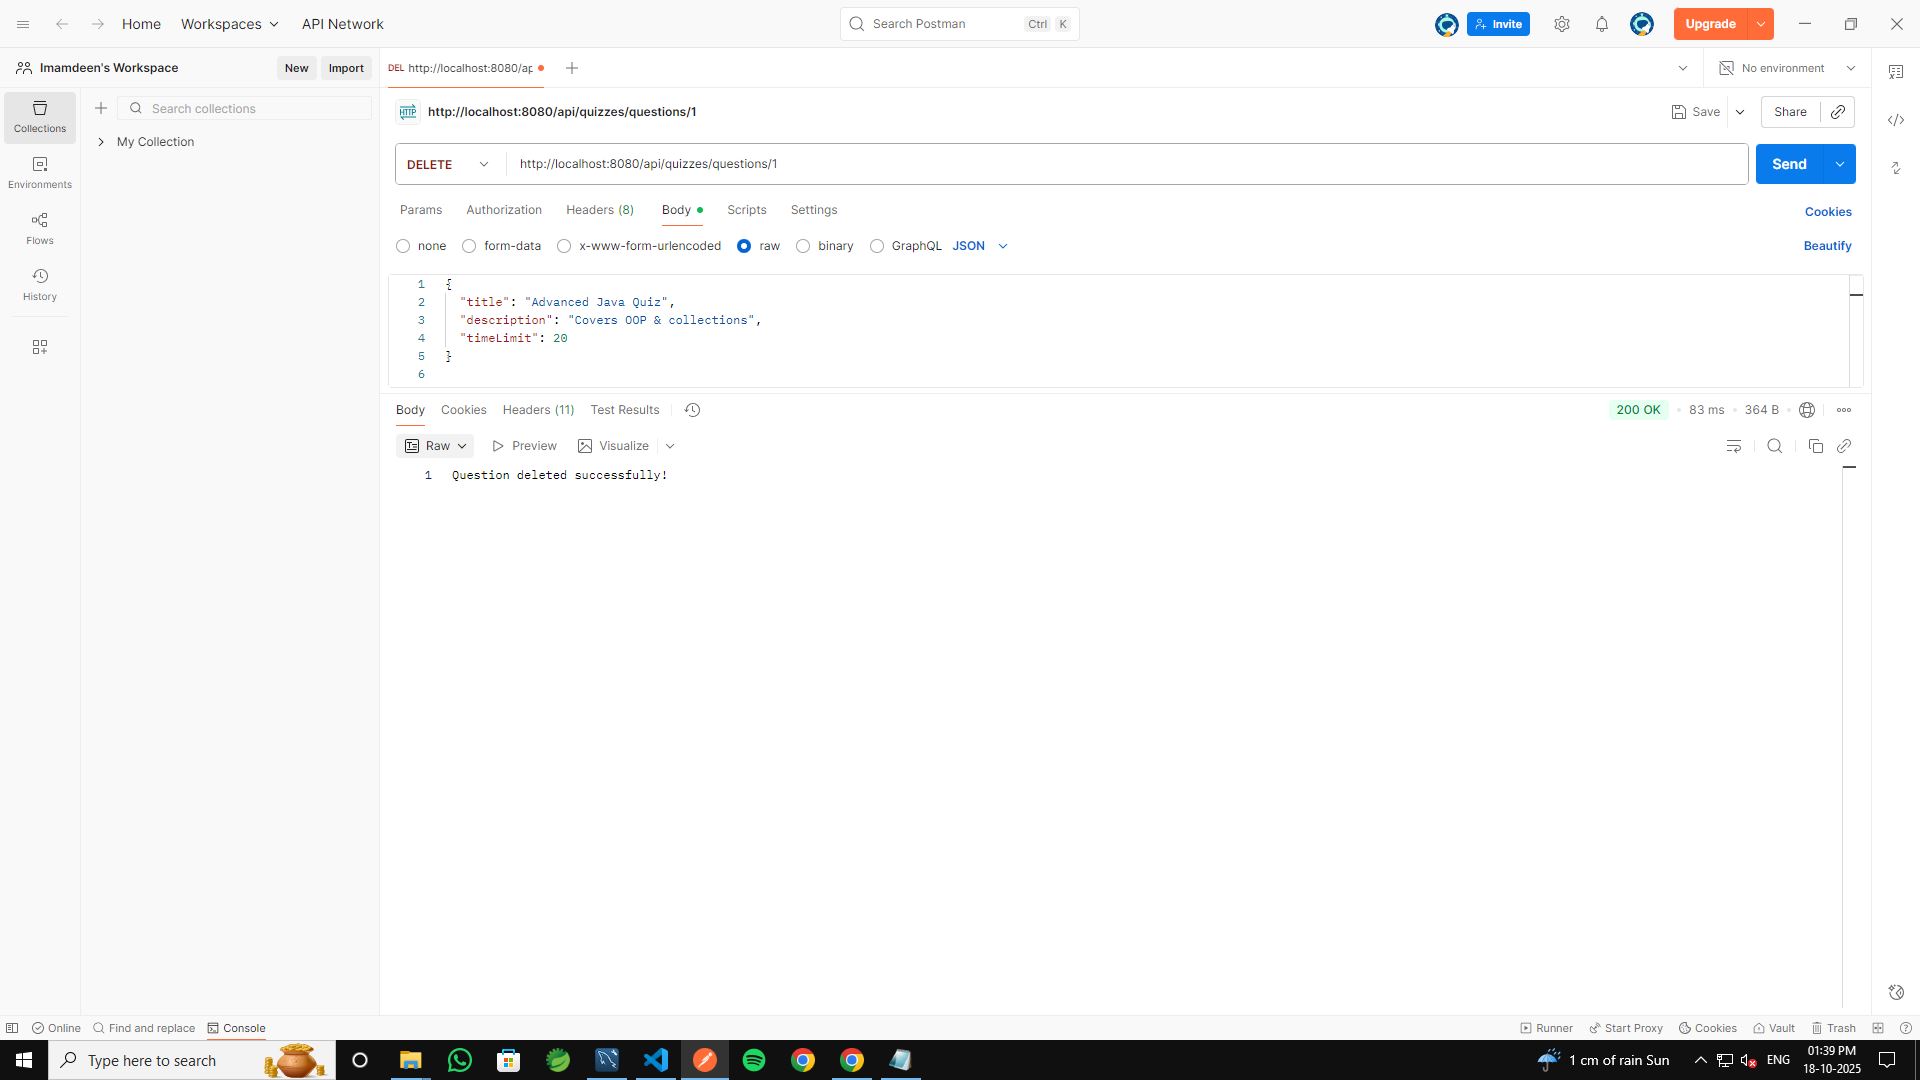 Home Workspaces API Network Search Postman Ctrl K Invite Upgrade
Imamdeen's Workspace New Import DEL http://localhost:8080/ap No environment
Search collections
Collections
My Collection
Environments
Flows
History
HTTP http://localhost:8080/api/quizzes/questions/1 Save Share
DELETE http://localhost:8080/api/quizzes/questions/1 Send
Params Authorization Headers (8) Body Scripts Settings Cookies
none form-data x-www-form-urlencoded raw binary GraphQL JSON Beautify
1 {
2 "title": "Advanced Java Quiz",
3 "description": "Covers OOP & collections",
4 "timeLimit": 20
5 }
6
Body Cookies Headers (11) Test Results 200 OK 83 ms 364 B
Raw Preview Visualize
1 Question deleted successfully!
Online Find and replace Console Runner Start Proxy Cookies Vault Trash
Type here to search 1 cm of rain Sun ENG 01:39 PM
18-10-2025